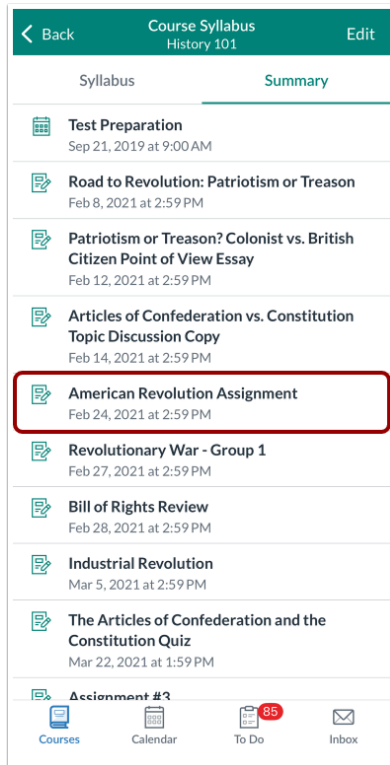 Back
Course Syllabus
History 101
Edit
Syllabus
Summary
Test Preparation
Sep 21, 2019 at 9:00 AM
Road to Revolution: Patriotism or Treason
Feb 8, 2021 at 2:59 PM
Patriotism or Treason? Colonist vs. British
Citizen Point of View Essay
Feb 12, 2021 at 2:59 PM
Articles of Confederation vs. Constitution
Topic Discussion Copy
Feb 14, 2021 at 2:59 PM
American Revolution Assignment
Feb 24, 2021 at 2:59 PM
Revolutionary War - Group 1
Feb 27, 2021 at 2:59 PM
Bill of Rights Review
Feb 28, 2021 at 2:59 PM
Industrial Revolution
Mar 5, 2021 at 2:59 PM
The Articles of Confederation and the
Constitution Quiz
Mar 22, 2021 at 1:59 PM
Assignment #3
85
Courses
Calendar
To Do
Inbox